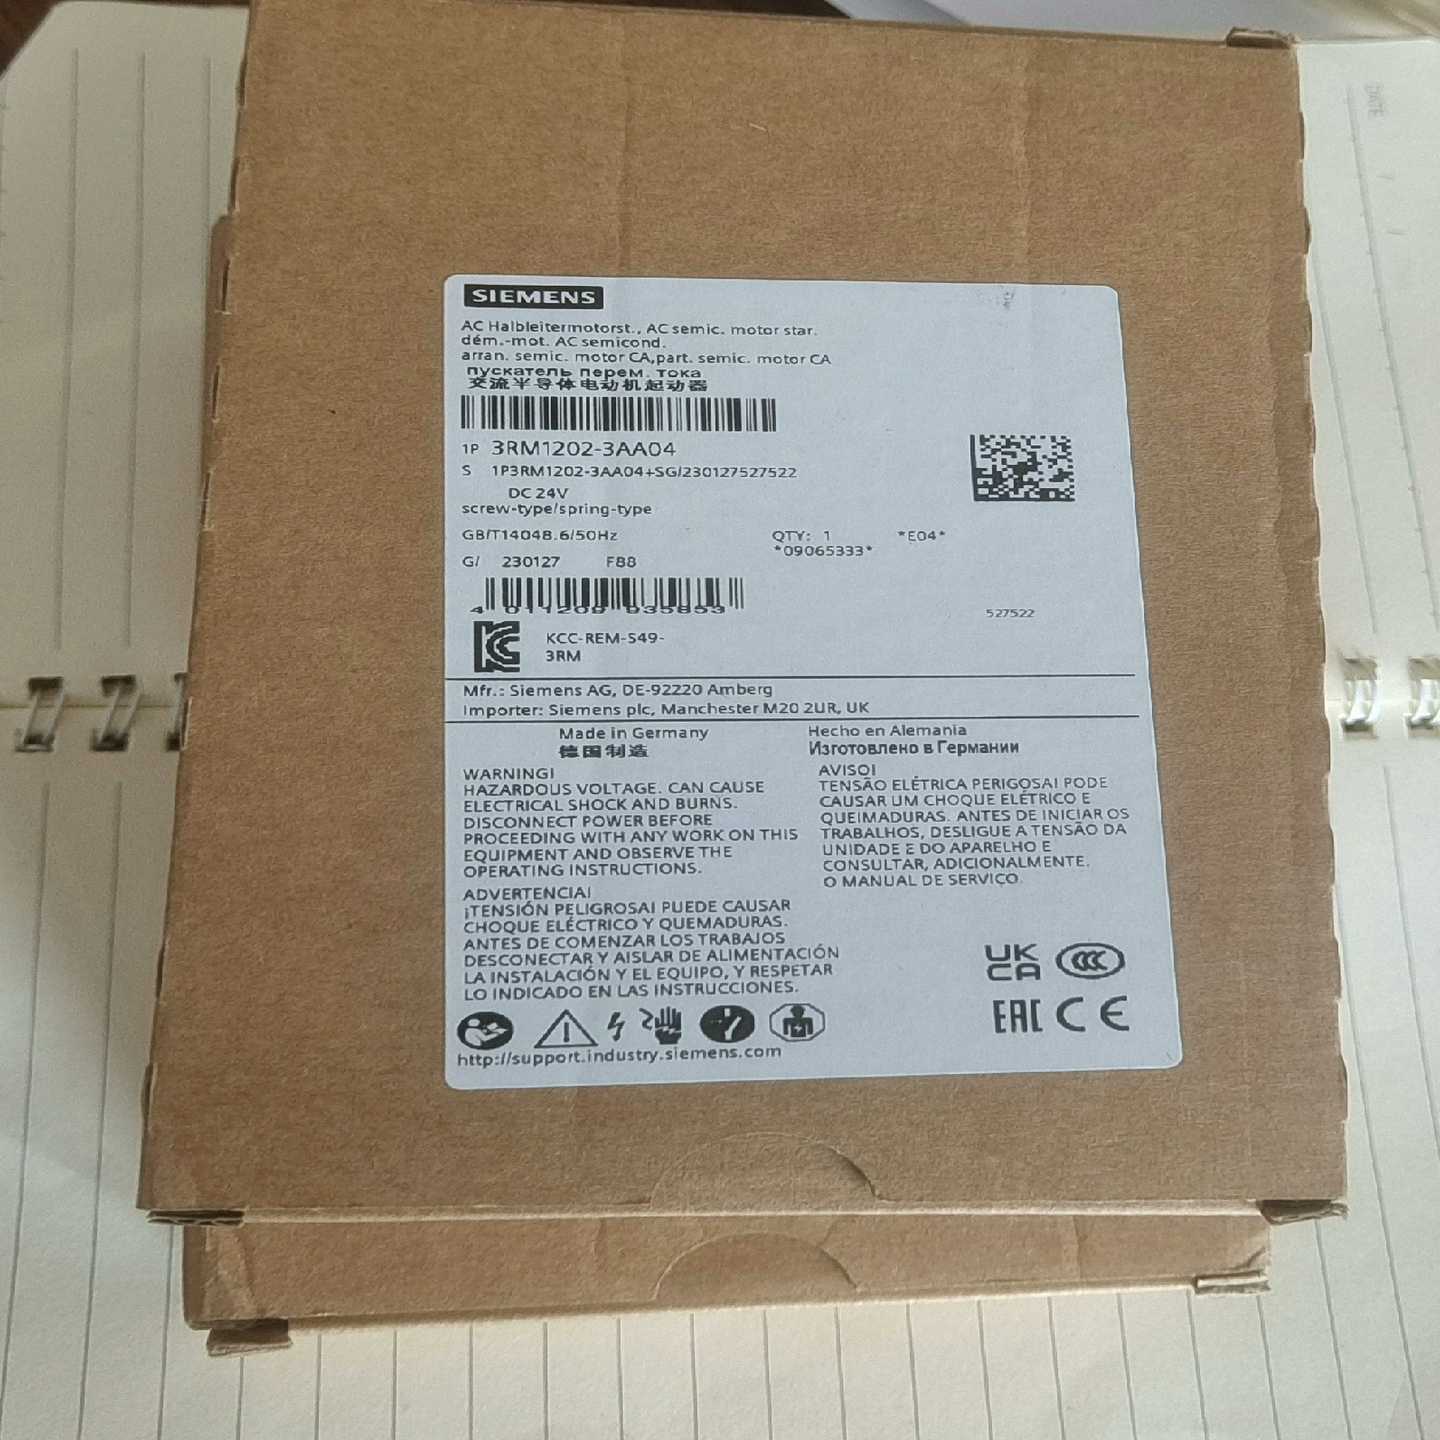 SIEMENS
AC Halbleitermotorst., AC semic. motor star.
dém.-mot. AC semicond.
arran. semic. motor CA,part. semic. motor CA
пускатель перем. тока
交流半导体电动机起动器
1P 3RM1202-3AA04
S 1P3RM1202-3AA04+SG/230127527522
DC 24V
screw-type/spring-type
GB/T14048.6/50Hz QTY: 1 *E04*
*09065333*
G/ 230127 F88
4 011209 935853
527522
KCC-REM-S49-
3RM
Mfr.: Siemens AG, DE-92220 Amberg
Importer: Siemens plc, Manchester M20 2UR, UK
Made in Germany Hecho en Alemania
德国制造 Изготовлено в Германии
WARNING!
HAZARDOUS VOLTAGE. CAN CAUSE
ELECTRICAL SHOCK AND BURNS.
DISCONNECT POWER BEFORE
PROCEEDING WITH ANY WORK ON THIS
EQUIPMENT AND OBSERVE THE
OPERATING INSTRUCTIONS.
AVISO!
TENSÃO ELÉTRICA PERIGOSA! PODE
CAUSAR UM CHOQUE ELÉTRICO E
QUEIMADURAS. ANTES DE INICIAR OS
TRABALHOS, DESLIGUE A TENSÃO DA
UNIDADE E DO APARELHO E
CONSULTAR, ADICIONALMENTE,
O MANUAL DE SERVIÇO.
ADVERTENCIA!
¡TENSIÓN PELIGROSA! PUEDE CAUSAR
CHOQUE ELÉCTRICO Y QUEMADURAS.
ANTES DE COMENZAR LOS TRABAJOS
DESCONECTAR Y AISLAR DE ALIMENTACIÓN
LA INSTALACIÓN Y EL EQUIPO, Y RESPETAR
LO INDICADO EN LAS INSTRUCCIONES.
UK
CA
CCC
EAC CE
http://support.industry.siemens.com
DATE